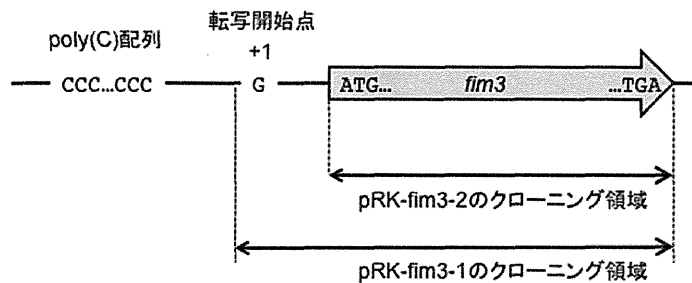 転写開始点
poly(C)配列
+1
CCC...CCC
G
ATG...
fim3
...TGA
pRK-fim3-2のクローニング領域
pRK-fim3-1のクローニング領域